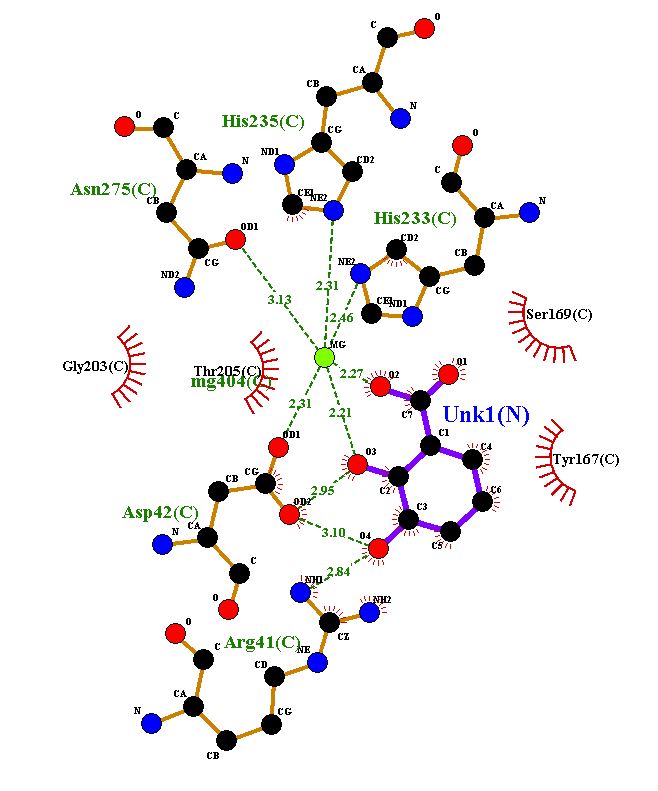 C O
CB CA
His235(C) N
O C CG
ND1 O
CA N CD2 C
Asn275(C) CE1 NE2
CB His233(C) CA N
OD1 CD2
CG NE2 CB
ND2 CG
3.13 2.31 CE1 ND1
2.46 Ser169(C)
MG
Gly203(C) Thr205(C) O2 O1
mg404(C) 2.27
C7 Unk1(N)
2.31 2.21
OD1 C1
O3 C4 Tyr167(C)
CG C2
CB 2.95 C6
OD2 C3
Asp42(C) CA 3.10 O4 C5
N
C 2.84
NH1
O NH2
O Arg41(C) CZ
C NE
CD
CA
N CG
CB